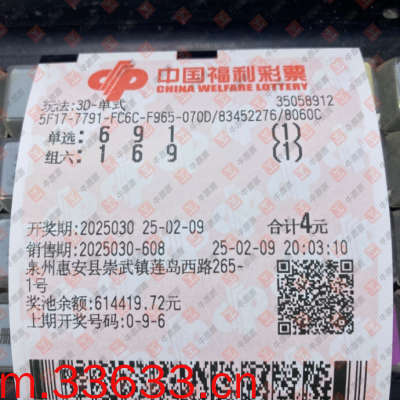 中国福利彩票
CHINA WELFARE LOTTERY
玩法:3D-单式 35058912
5F17-7791-FC6C-F965-070D/83452276/8060C
单选: 6 9 1 (1)
组六: 1 6 9 (1)
开奖期:2025030 25-02-09 合计4元
销售期:2025030-608 25-02-09 20:03:10
泉州惠安县崇武镇莲岛西路265-
1号
奖池余额:614419.72元
上期开奖号码:0-9-6
m.33633.cn